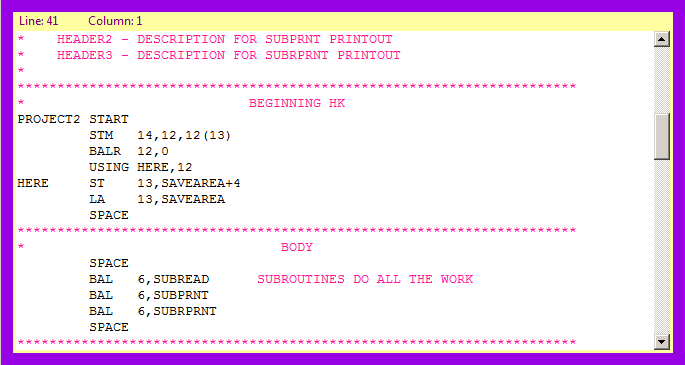 Line: 41 Column: 1
*    HEADER2 - DESCRIPTION FOR SUBPRNT PRINTOUT
*    HEADER3 - DESCRIPTION FOR SUBRPRNT PRINTOUT
*
**********************************************************************
*                            BEGINNING HK
PROJECT2 START
         STM   14,12,12(13)
         BALR  12,0
         USING HERE,12
HERE     ST    13,SAVEAREA+4
         LA    13,SAVEAREA
         SPACE
**********************************************************************
*                                BODY
         SPACE
         BAL   6,SUBREAD      SUBROUTINES DO ALL THE WORK
         BAL   6,SUBPRNT
         BAL   6,SUBRPRNT
         SPACE
**********************************************************************